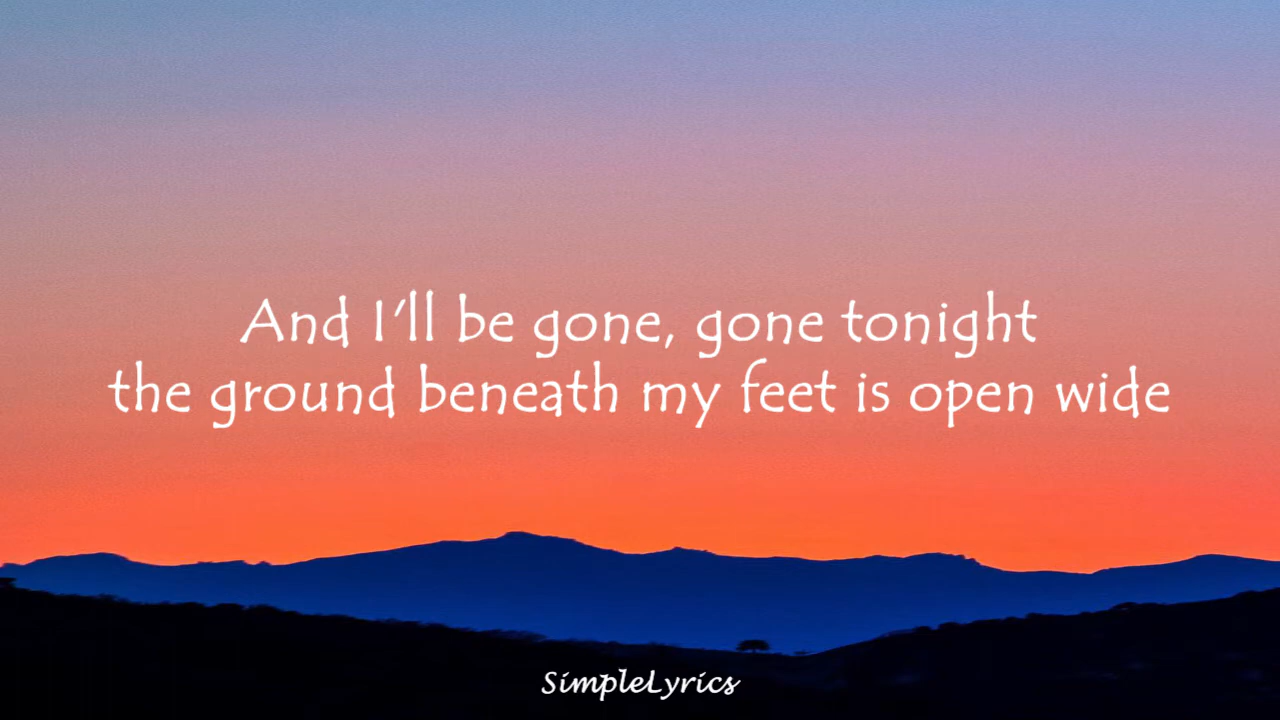 And I'll be gone, gone tonight
the ground beneath my feet is open wide
SimpleLyrics